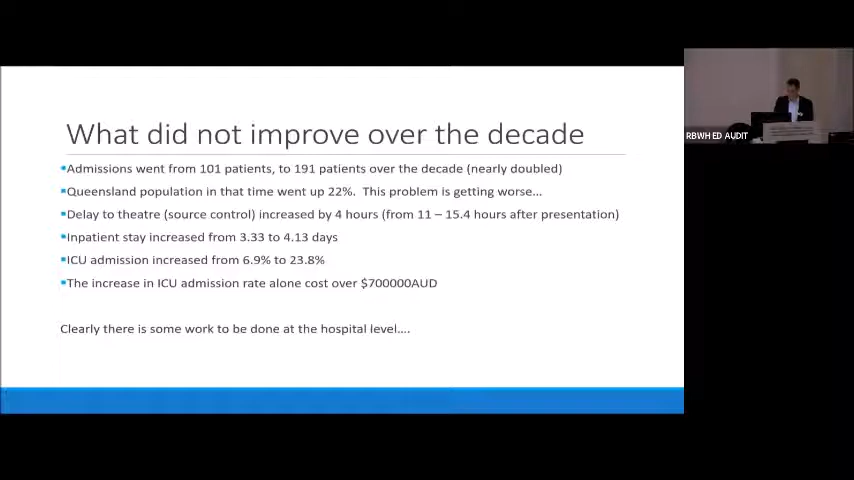 What did not improve over the decade
▪Admissions went from 101 patients, to 191 patients over the decade (nearly doubled)
▪Queensland population in that time went up 22%. This problem is getting worse...
▪Delay to theatre (source control) increased by 4 hours (from 11 – 15.4 hours after presentation)
▪Inpatient stay increased from 3.33 to 4.13 days
▪ICU admission increased from 6.9% to 23.8%
▪The increase in ICU admission rate alone cost over $700000AUD
Clearly there is some work to be done at the hospital level....
RBWH ED AUDIT